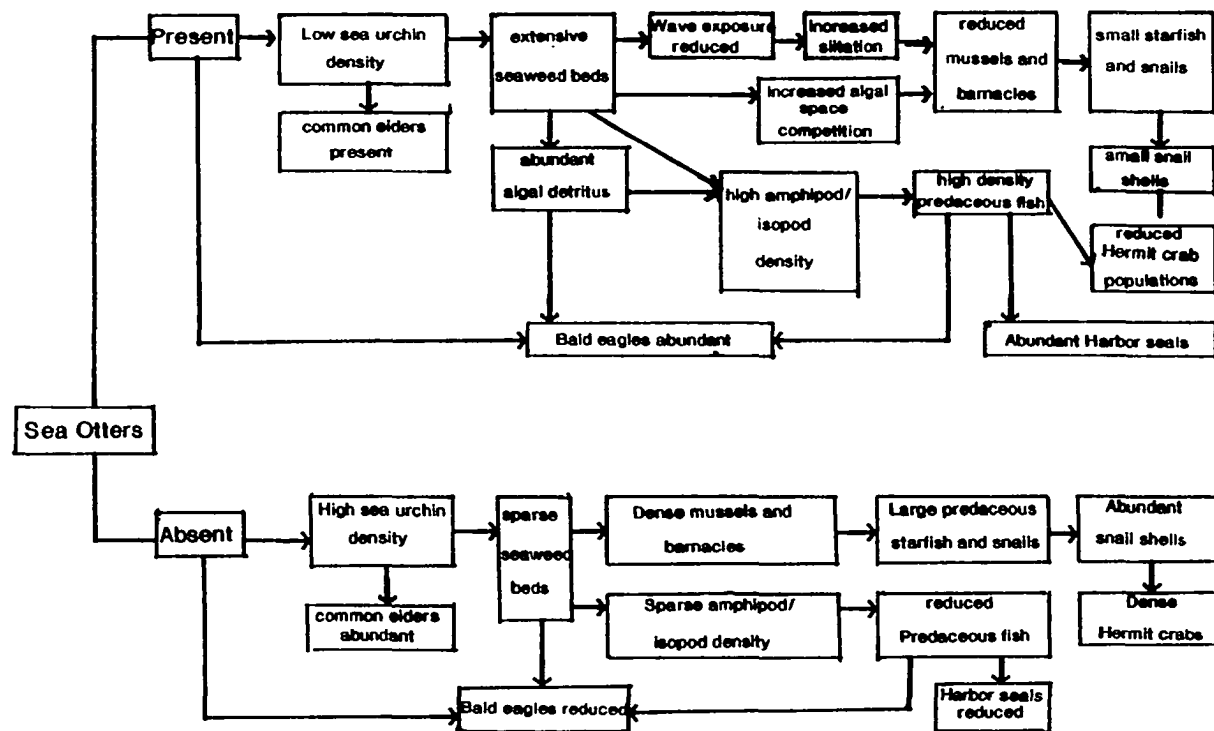 Present
Low sea urchin
density
common eiders
present
extensive
seaweed beds
Wave exposure
reduced
Increased
siltation
Increased algal
space
competition
reduced
mussels and
barnacles
small starfish
and snails
small snail
shells
abundant
algal detritus
high amphipod/
isopod
density
high density
predaceous fish
reduced
Hermit crab
populations
Bald eagles abundant
Abundant Harbor seals
Sea Otters
Absent
High sea urchin
density
common eiders
abundant
sparse
seaweed
beds
Dense mussels and
barnacles
Large predaceous
starfish and snails
Abundant
snail shells
Sparse amphipod/
isopod density
reduced
Predaceous fish
Dense
Hermit crabs
Bald eagles reduced
Harbor seals
reduced